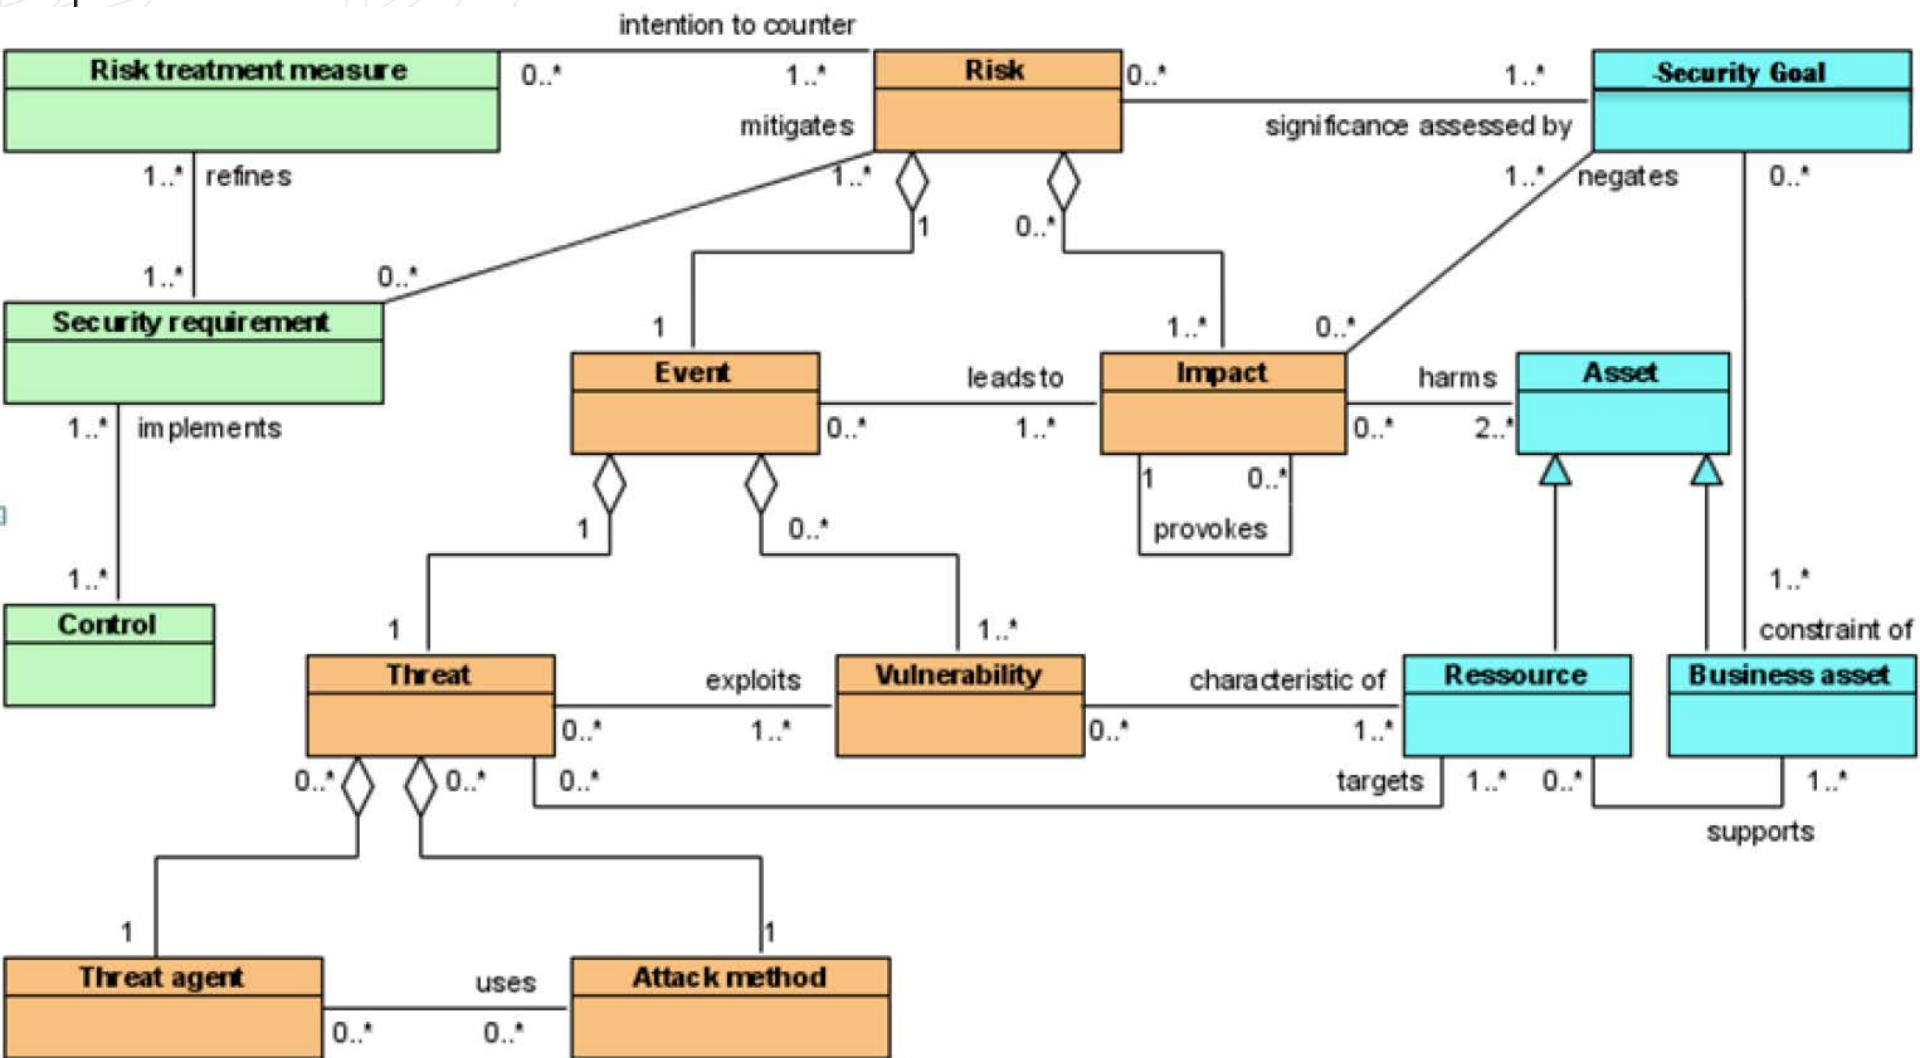 intention to counter
Risk treatment measure
0..*
1..*
Risk
0..*
1..*
-Security Goal
mitigates
significance assessed by
1..*
refines
1..*
1..*
negates
0..*
1
0..*
1..*
0..*
Security requirement
1
1..*
0..*
Event
leads to
Impact
harms
Asset
1..*
implements
0..*
1..*
0..*
2..*
1
0..*
1
0..*
provokes
1..*
1..*
Control
1
1..*
constraint of
Threat
exploits
Vulnerability
characteristic of
Ressource
Business asset
0..*
1..*
0..*
1..*
0..*
0..*
0..*
targets
1..*
0..*
1..*
supports
1
1
Threat agent
uses
Attack method
0..*
0..*